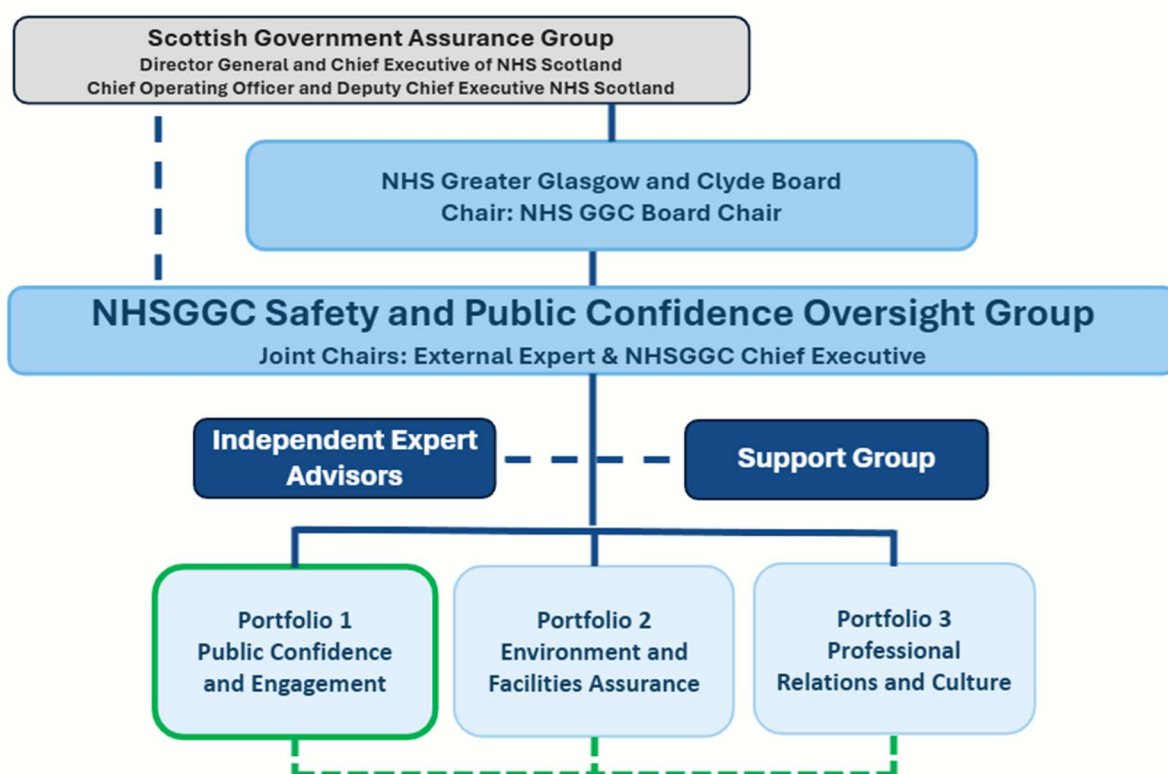 Scottish Government Assurance Group
Director General and Chief Executive of NHS Scotland
Chief Operating Officer and Deputy Chief Executive NHS Scotland
NHS Greater Glasgow and Clyde Board
Chair: NHS GGC Board Chair
NHSGGC Safety and Public Confidence Oversight Group
Joint Chairs: External Expert & NHSGGC Chief Executive
Independent Expert
Advisors
Support Group
Portfolio 1
Public Confidence
and Engagement
Portfolio 2
Environment and
Facilities Assurance
Portfolio 3
Professional
Relations and Culture